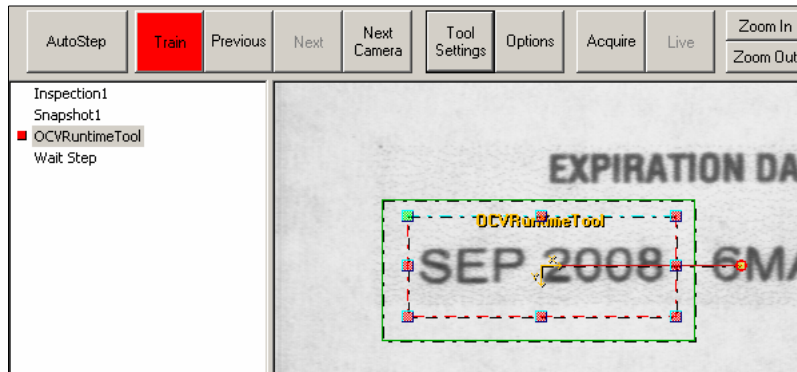 AutoStep Train Previous Next Next Camera Tool Settings Options Acquire Live Zoom In Zoom Out
Inspection1
Snapshot1
OCVRuntimeTool
Wait Step
EXPIRATION DA
OCVRuntimeTool
SEP 2008 6MA